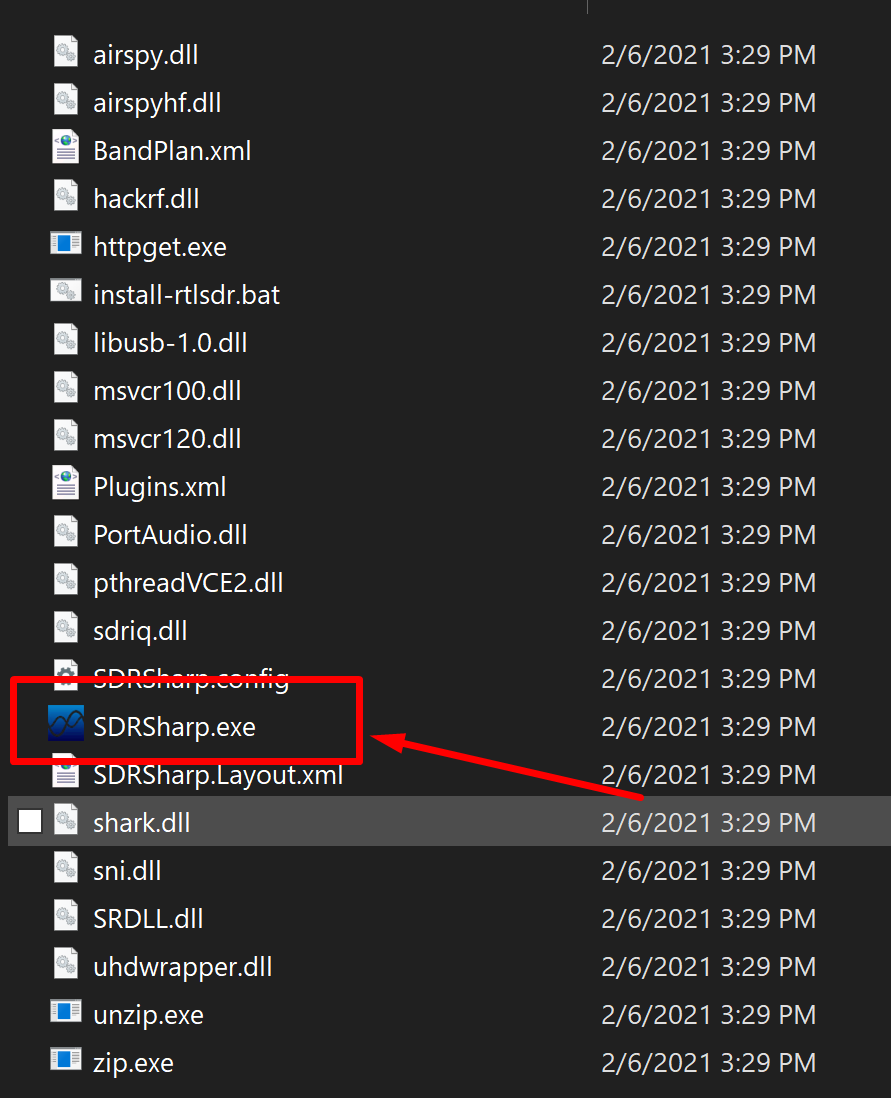 airspy.dll 2/6/2021 3:29 PM
airspyhf.dll 2/6/2021 3:29 PM
BandPlan.xml 2/6/2021 3:29 PM
hackrf.dll 2/6/2021 3:29 PM
httpget.exe 2/6/2021 3:29 PM
install-rtlsdr.bat 2/6/2021 3:29 PM
libusb-1.0.dll 2/6/2021 3:29 PM
msvcr100.dll 2/6/2021 3:29 PM
msvcr120.dll 2/6/2021 3:29 PM
Plugins.xml 2/6/2021 3:29 PM
PortAudio.dll 2/6/2021 3:29 PM
pthreadVCE2.dll 2/6/2021 3:29 PM
sdriq.dll 2/6/2021 3:29 PM
SDRSharp.config 2/6/2021 3:29 PM
SDRSharp.exe 2/6/2021 3:29 PM
SDRSharp.Layout.xml 2/6/2021 3:29 PM
shark.dll 2/6/2021 3:29 PM
sni.dll 2/6/2021 3:29 PM
SRDLL.dll 2/6/2021 3:29 PM
uhdwrapper.dll 2/6/2021 3:29 PM
unzip.exe 2/6/2021 3:29 PM
zip.exe 2/6/2021 3:29 PM